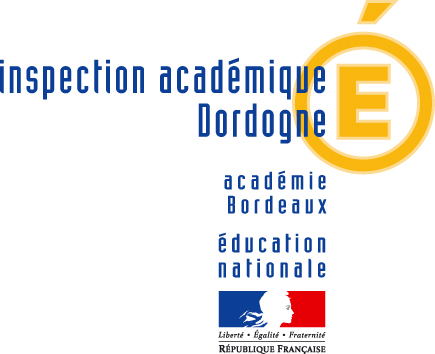 inspection académique
Dordogne
É
académie
Bordeaux
éducation
nationale
Liberté • Égalité • Fraternité
RÉPUBLIQUE FRANÇAISE